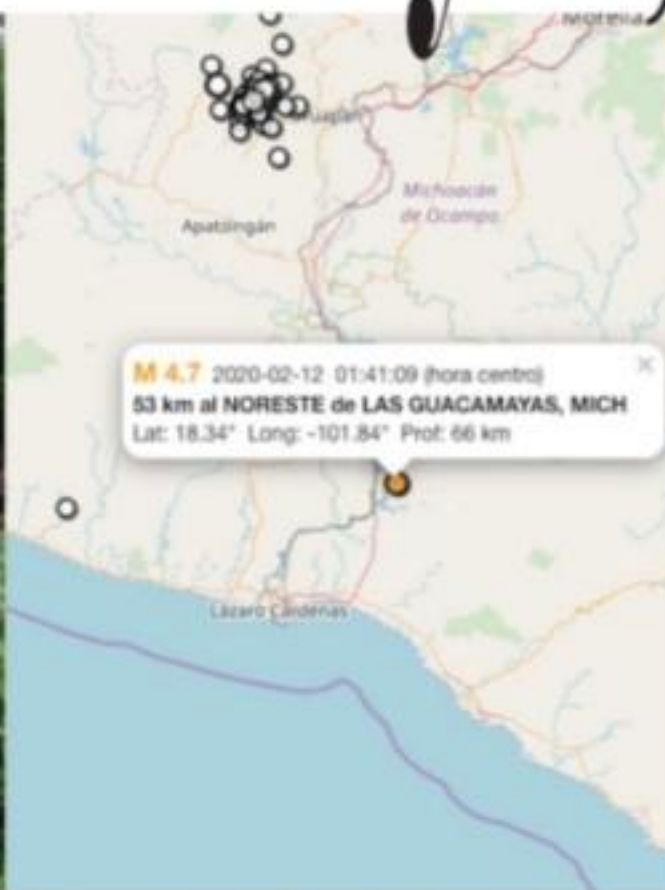 Morelia
Michoacán
de Ocampo
Apatzingán
M 4.7 2020-02-12 01:41:09 (hora centro)
53 km al NORESTE de LAS GUACAMAYAS, MICH
Lat: 18.34° Long: -101.84° Prof: 66 km
Lázaro Cárdenas